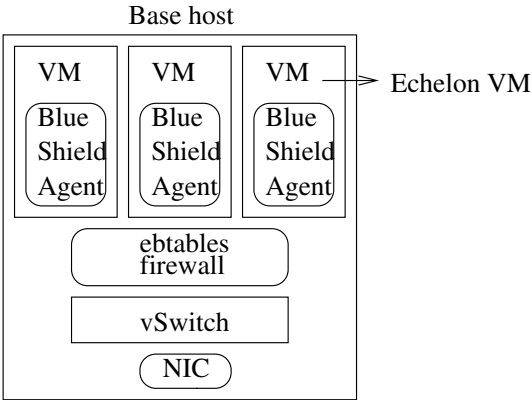 Base host
VM
VM
VM
Echelon VM
Blue
Shield
Agent
Blue
Shield
Agent
Blue
Shield
Agent
ebtables
firewall
vSwitch
NIC